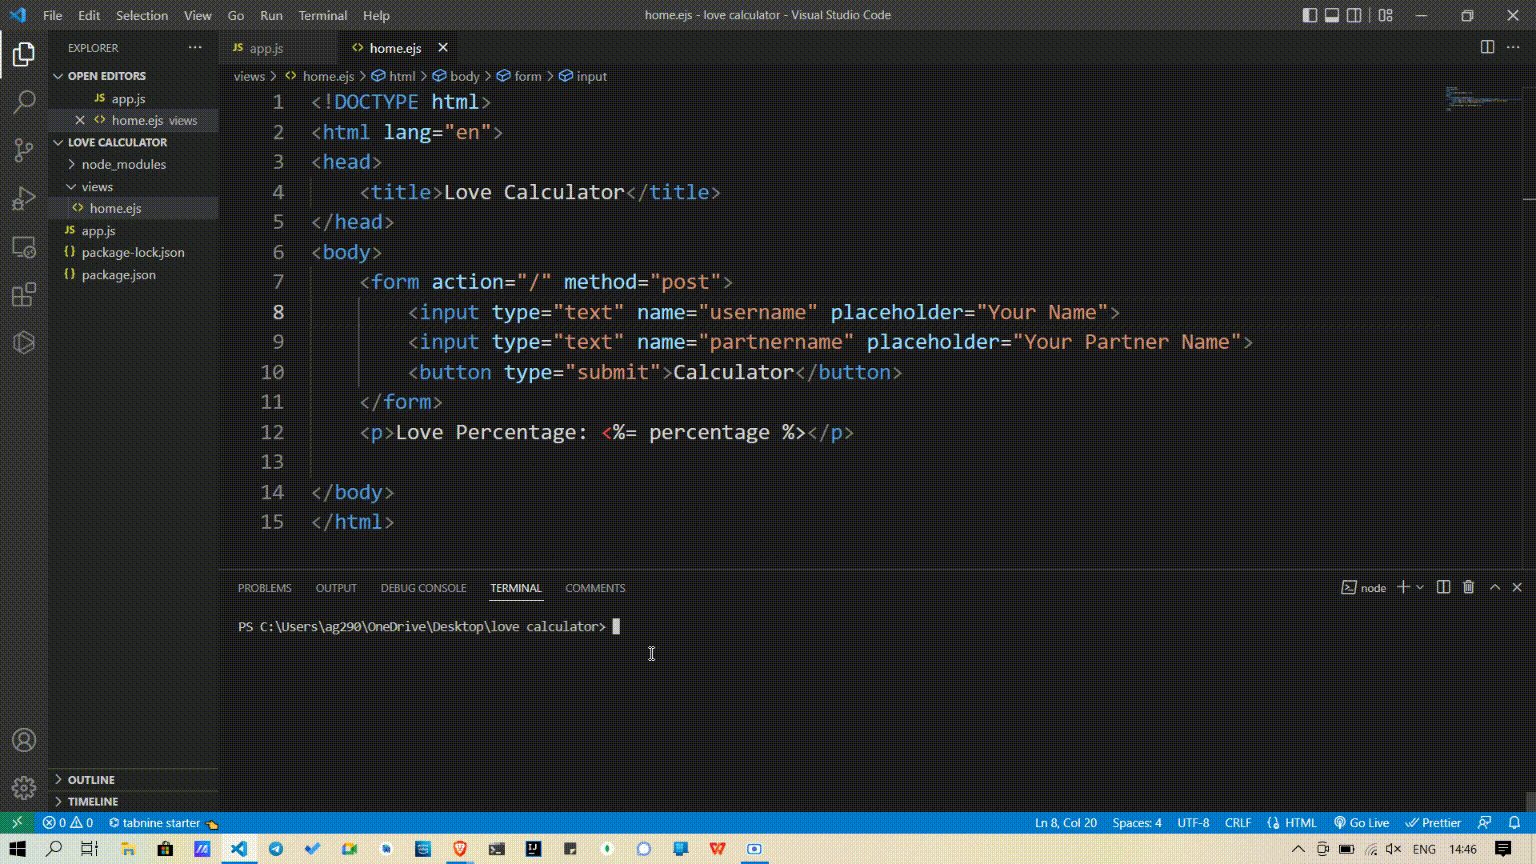 File Edit Selection View Go Run Terminal Help
home.ejs - love calculator - Visual Studio Code
EXPLORER
OPEN EDITORS
JS app.js
home.ejs views
LOVE CALCULATOR
node_modules
views
home.ejs
JS app.js
package-lock.json
package.json
OUTLINE
TIMELINE
JS app.js
<> home.ejs
views > <> home.ejs > html > body > form > input
1 <!DOCTYPE html>
2 <html lang="en">
3 <head>
4 <title>Love Calculator</title>
5 </head>
6 <body>
7 <form action="/" method="post">
8 <input type="text" name="username" placeholder="Your Name">
9 <input type="text" name="partnername" placeholder="Your Partner Name">
10 <button type="submit">Calculator</button>
11 </form>
12 <p>Love Percentage: <%= percentage %></p>
13
14 </body>
15 </html>
PROBLEMS OUTPUT DEBUG CONSOLE TERMINAL COMMENTS
node
PS C:\Users\ag290\OneDrive\Desktop\love calculator>
0 0 tabnine starter
Ln 8, Col 20 Spaces: 4 UTF-8 CRLF {} HTML Go Live Prettier
ENG 14:46